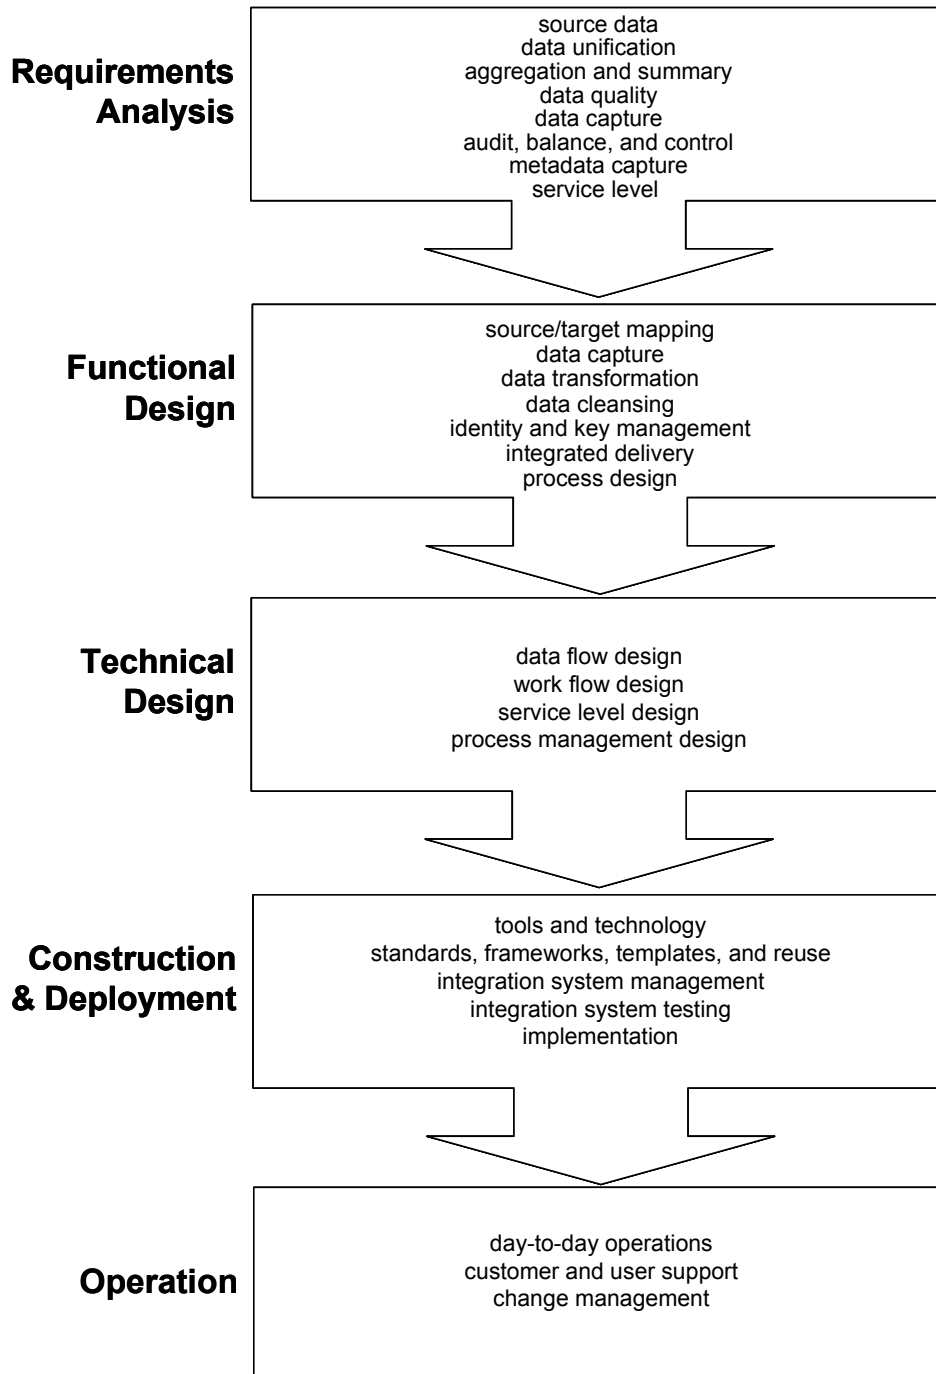 Requirements
Analysis
source data
data unification
aggregation and summary
data quality
data capture
audit, balance, and control
metadata capture
service level
Functional
Design
source/target mapping
data capture
data transformation
data cleansing
identity and key management
integrated delivery
process design
Technical
Design
data flow design
work flow design
service level design
process management design
Construction
& Deployment
tools and technology
standards, frameworks, templates, and reuse
integration system management
integration system testing
implementation
Operation
day-to-day operations
customer and user support
change management